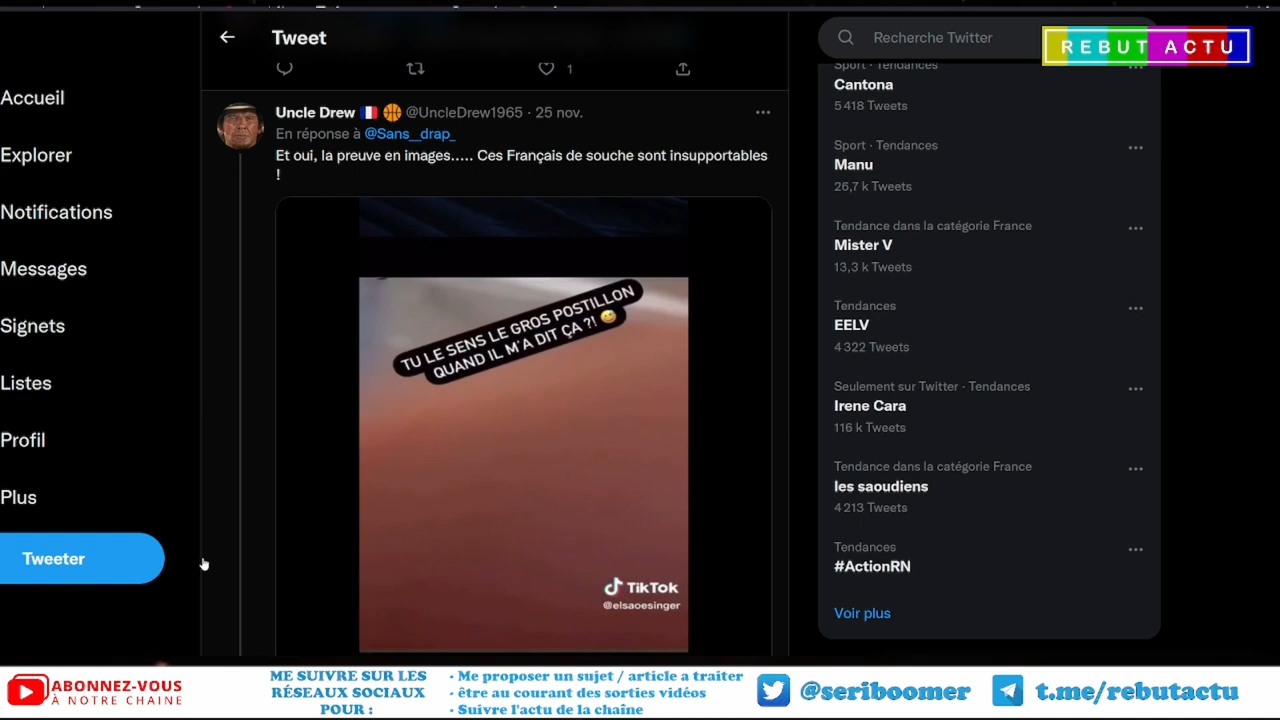 Tweet
Recherche Twitter
REBUT ACTU
Accueil
Explorer
Notifications
Messages
Signets
Listes
Profil
Plus
Tweeter
1
Uncle Drew 🇫🇷 🏀 @UncleDrew1965 · 25 nov.
En réponse à @Sans__drap_
Et oui, la preuve en images..... Ces Français de souche sont insupportables
!
TU LE SENS LE GROS POSTILLON
QUAND IL M'A DIT ÇA ?! 😅
TikTok
@elsaoesinger
Sport · Tendances
Cantona
5 418 Tweets
Sport · Tendances
Manu
26,7 k Tweets
Tendance dans la catégorie France
Mister V
13,3 k Tweets
Tendances
EELV
4 322 Tweets
Seulement sur Twitter · Tendances
Irene Cara
116 k Tweets
Tendance dans la catégorie France
les saoudiens
4 213 Tweets
Tendances
#ActionRN
Voir plus
ABONNEZ-VOUS
À NOTRE CHAINE
ME SUIVRE SUR LES
RÉSEAUX SOCIAUX
POUR :
· Me proposer un sujet / article a traiter
· être au courant des sorties vidéos
· Suivre l'actu de la chaîne
@seriboomer
t.me/rebutactu